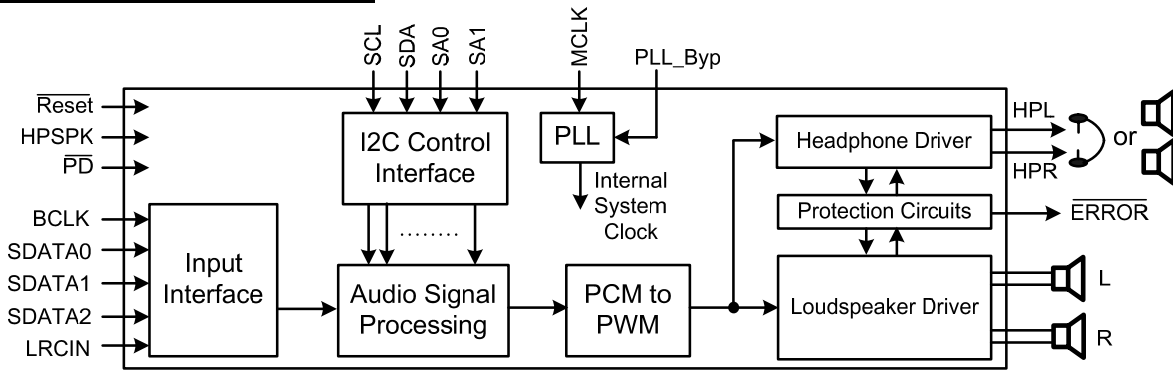 SCL
SDA
SA0
SA1
MCLK
PLL_Byp
Reset
HPSPK
PD
BCLK
SDATA0
SDATA1
SDATA2
LRCIN
Input
Interface
I2C Control
Interface
........
Audio Signal
Processing
PLL
Internal
System
Clock
PCM to
PWM
Headphone Driver
Protection Circuits
Loudspeaker Driver
HPL
HPR
or
ERROR
L
R